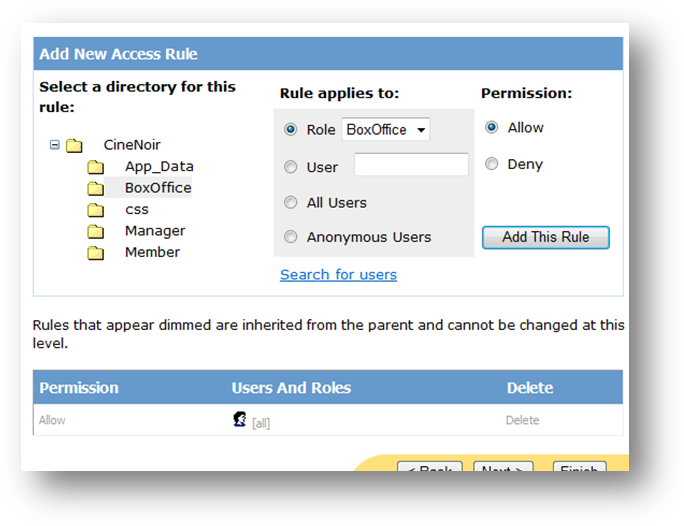 Add New Access Rule
Select a directory for this
rule:
CineNoir
App_Data
BoxOffice
css
Manager
Member
Rule applies to:
Role BoxOffice
User
All Users
Anonymous Users
Search for users
Permission:
Allow
Deny
Add This Rule
Rules that appear dimmed are inherited from the parent and cannot be changed at this
level.
Permission Users And Roles Delete
Allow [all] Delete
< Back Next > Finish